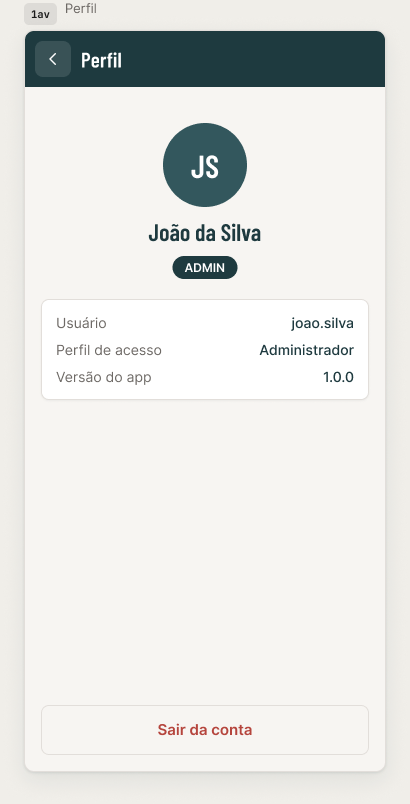 1av Perfil
Perfil
JS
João da Silva
ADMIN
Usuário joao.silva
Perfil de acesso Administrador
Versão do app 1.0.0
Sair da conta